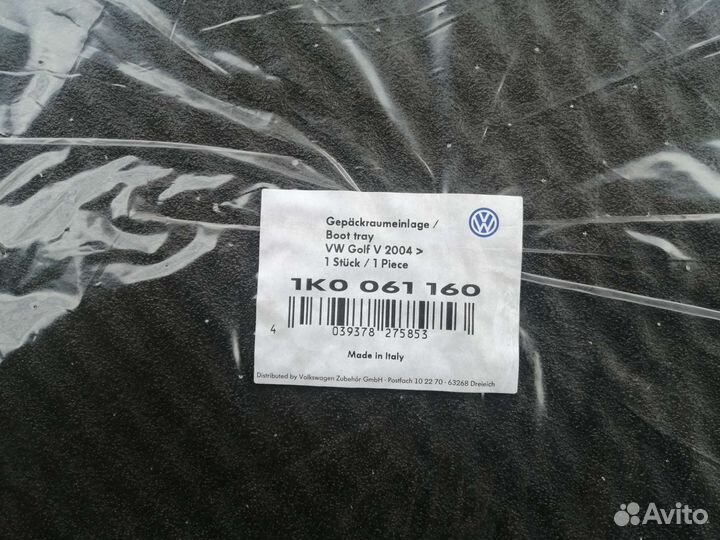 Gepäckraumeinlage /
Boot tray
VW Golf V 2004 >
1 Stück / 1 Piece
1K0 061 160
4 039378 275853
Made in Italy
Distributed by Volkswagen Zubehör GmbH - Postfach 10 22 70 - 63268 Dreieich
Avito